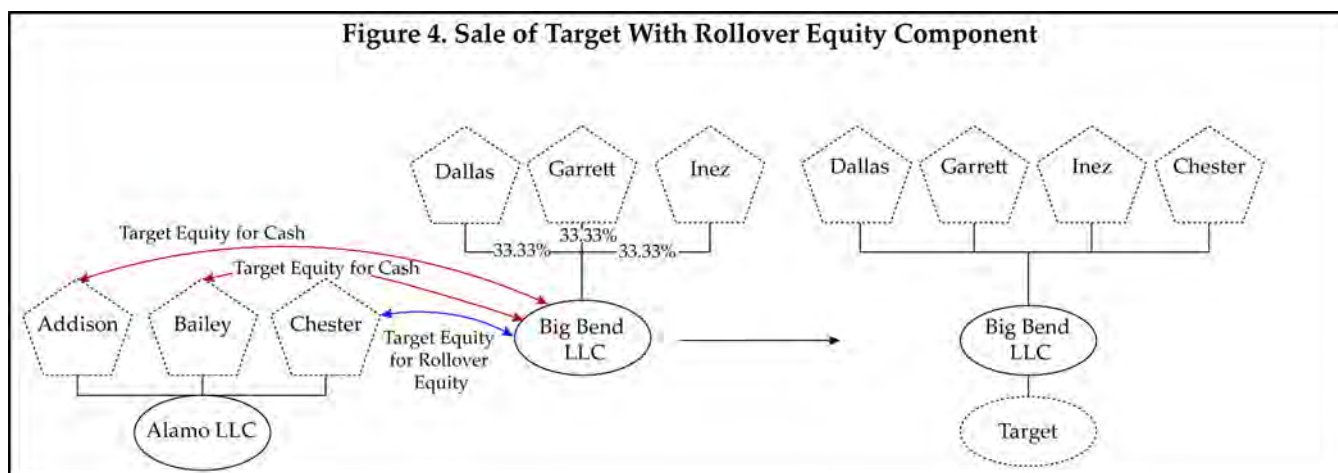 Figure 4. Sale of Target With Rollover Equity Component
Dallas
Garrett
Inez
33.33%
33.33%
33.33%
Target Equity for Cash
Target Equity for Cash
Addison
Bailey
Chester
Target Equity
for Rollover
Equity
Big Bend
LLC
Alamo LLC
Dallas
Garrett
Inez
Chester
Big Bend
LLC
Target